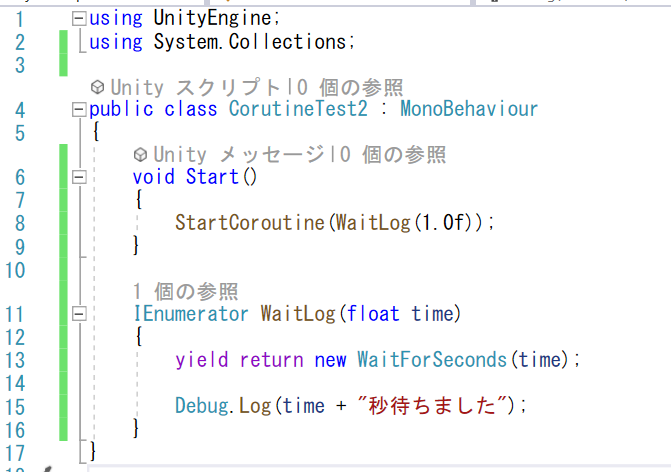 1 using UnityEngine;
2 using System.Collections;
3
Unity スクリプト|0 個の参照
4 public class CorutineTest2 : MonoBehaviour
5 {
Unity メッセージ|0 個の参照
6 void Start()
7 {
8 StartCoroutine(WaitLog(1.0f));
9 }
10
1 個の参照
11 IEnumerator WaitLog(float time)
12 {
13 yield return new WaitForSeconds(time);
14
15 Debug.Log(time + "秒待ちました");
16 }
17 }